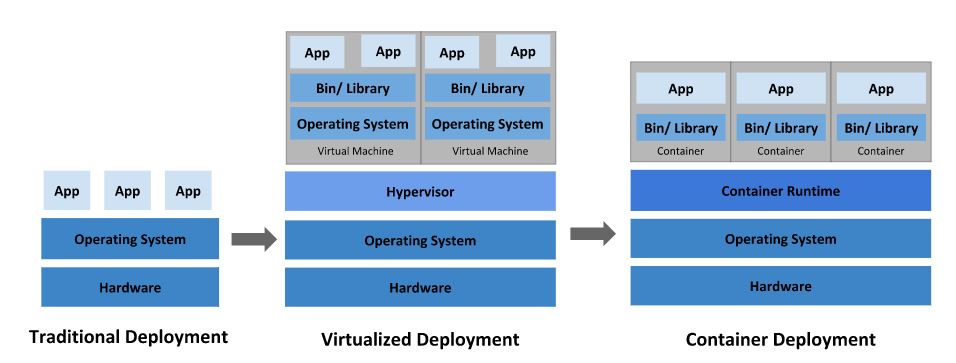 App
App
App
Operating System
Hardware
Traditional Deployment
App
App
App
App
Bin/ Library
Bin/ Library
Operating System
Operating System
Virtual Machine
Virtual Machine
Hypervisor
Operating System
Hardware
Virtualized Deployment
App
App
App
Bin/ Library
Bin/ Library
Bin/ Library
Container
Container
Container
Container Runtime
Operating System
Hardware
Container Deployment